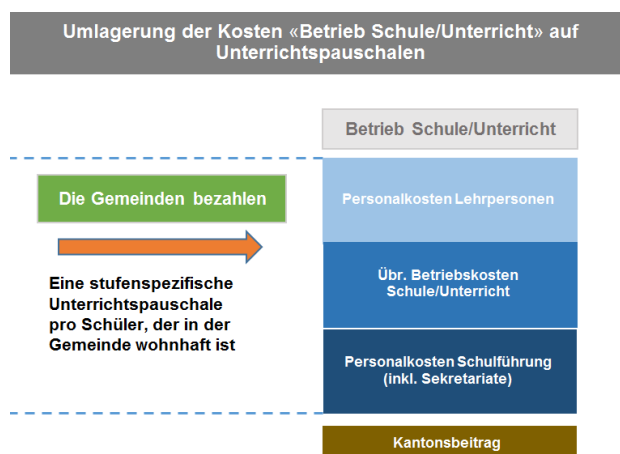 Umlagerung der Kosten «Betrieb Schule/Unterricht» auf
Unterrichtspauschalen
Betrieb Schule/Unterricht
Die Gemeinden bezahlen
Personalkosten Lehrpersonen
Eine stufenspezifische
Unterrichtspauschale
pro Schüler, der in der
Gemeinde wohnhaft ist
Übr. Betriebskosten
Schule/Unterricht
Personalkosten Schulführung
(inkl. Sekretariate)
Kantonsbeitrag